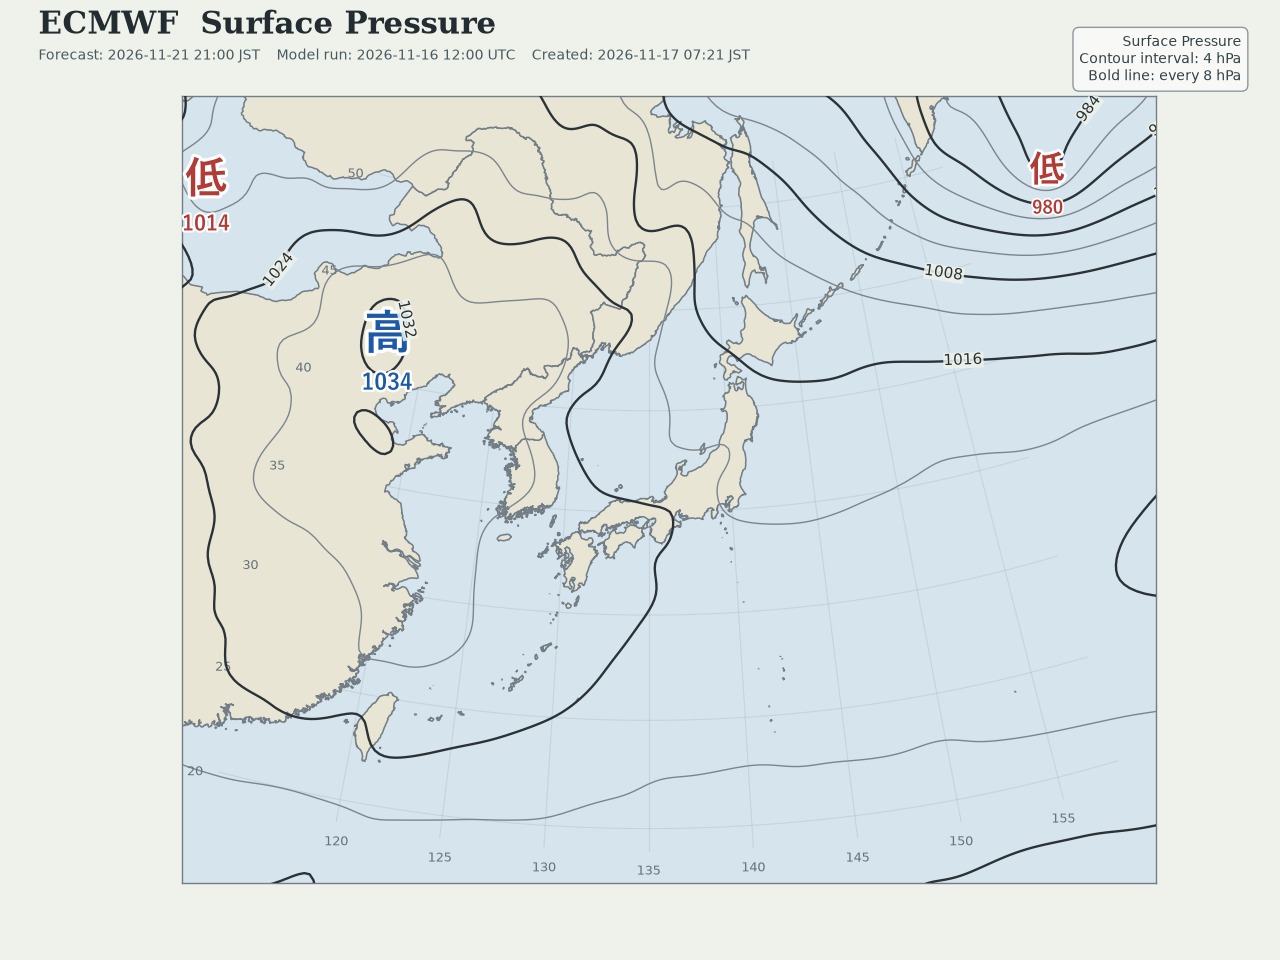 ECMWF  Surface Pressure
Forecast: 2026-11-21 21:00 JST    Model run: 2026-11-16 12:00 UTC    Created: 2026-11-17 07:21 JST
Surface Pressure
Contour interval: 4 hPa
Bold line: every 8 hPa
984
低
980
低
1014
50
1024
45
1008
1032
高
1034
1016
40
35
30
25
20
120
125
130
135
140
145
150
155